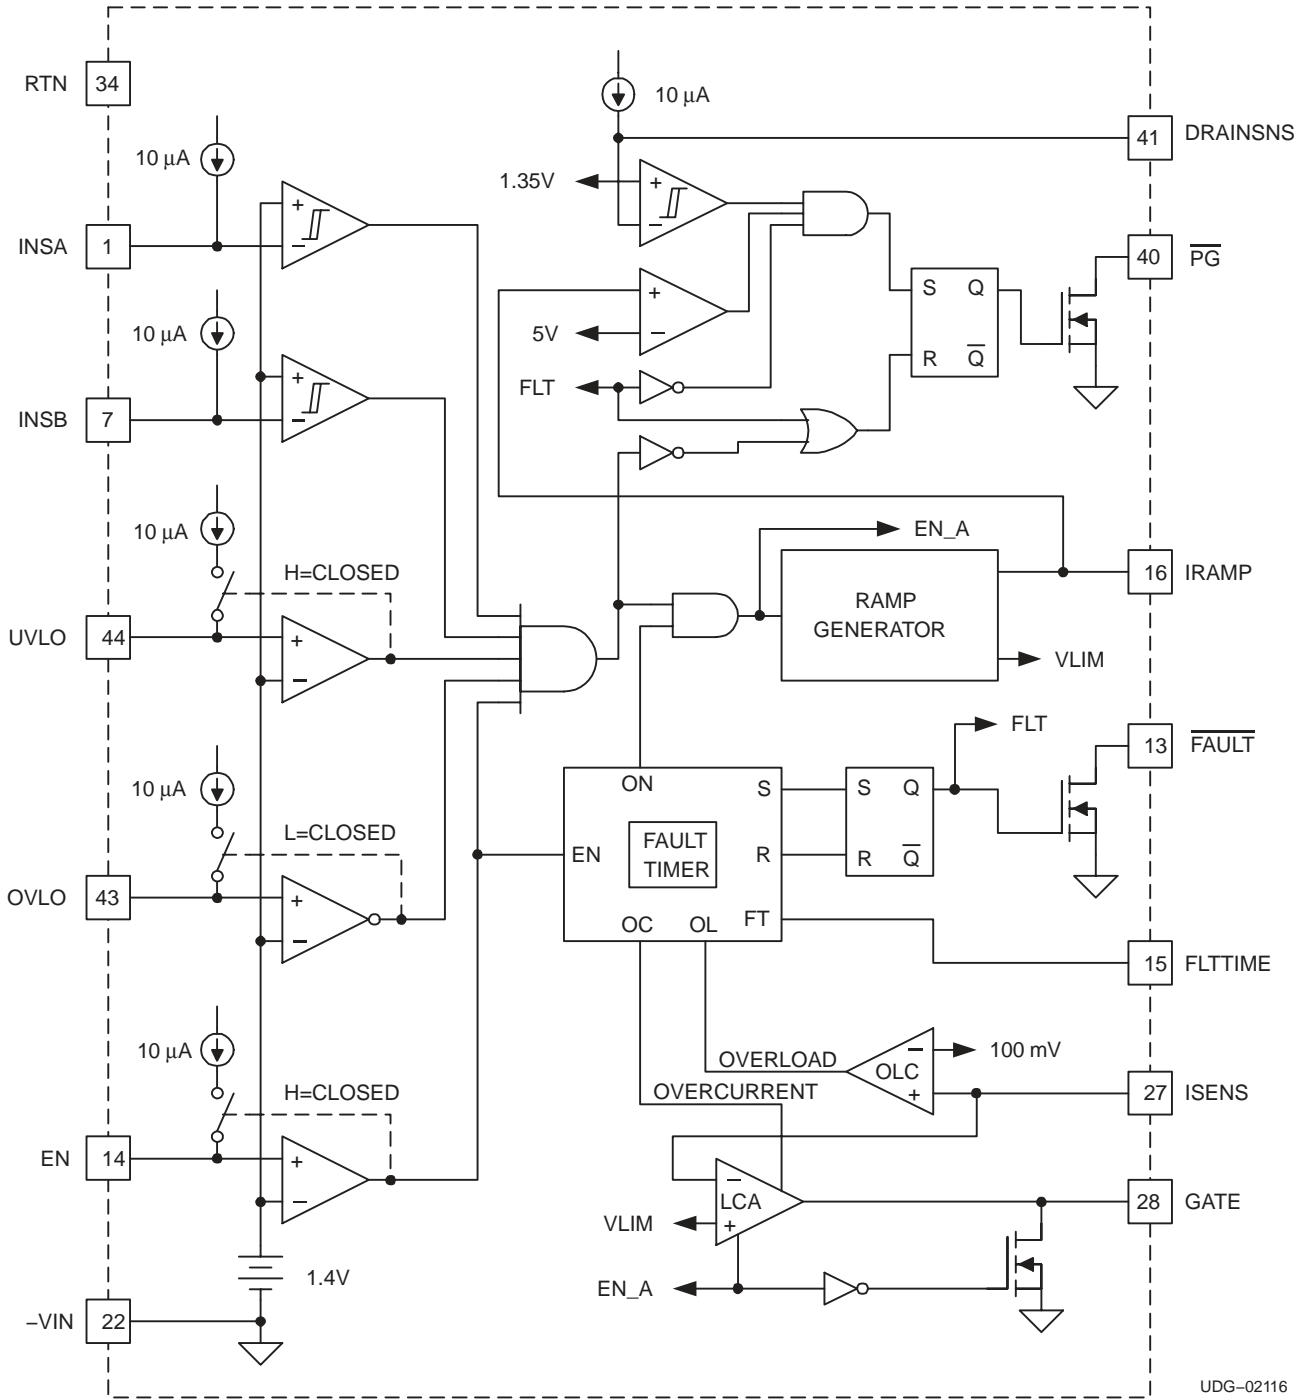 RTN
34
10 µA
INSA
1
+
−
10 µA
INSB
7
+
−
10 µA
H=CLOSED
UVLO
44
+
−
10 µA
L=CLOSED
OVLO
43
+
−
10 µA
H=CLOSED
EN
14
+
−
1.4V
–VIN
22
10 µA
41
DRAINSNS
1.35V
+
−
40
PG
+
5V
−
S
Q
R
Q
FLT
EN_A
RAMP
GENERATOR
16
IRAMP
VLIM
FLT
13
FAULT
ON
S
S
Q
EN
FAULT
TIMER
R
R
Q
OC
OL
FT
15
FLTTIME
OVERLOAD
−
OLC
+
100 mV
OVERCURRENT
27
ISENS
−
LCA
+
VLIM
28
GATE
EN_A
UDG–02116